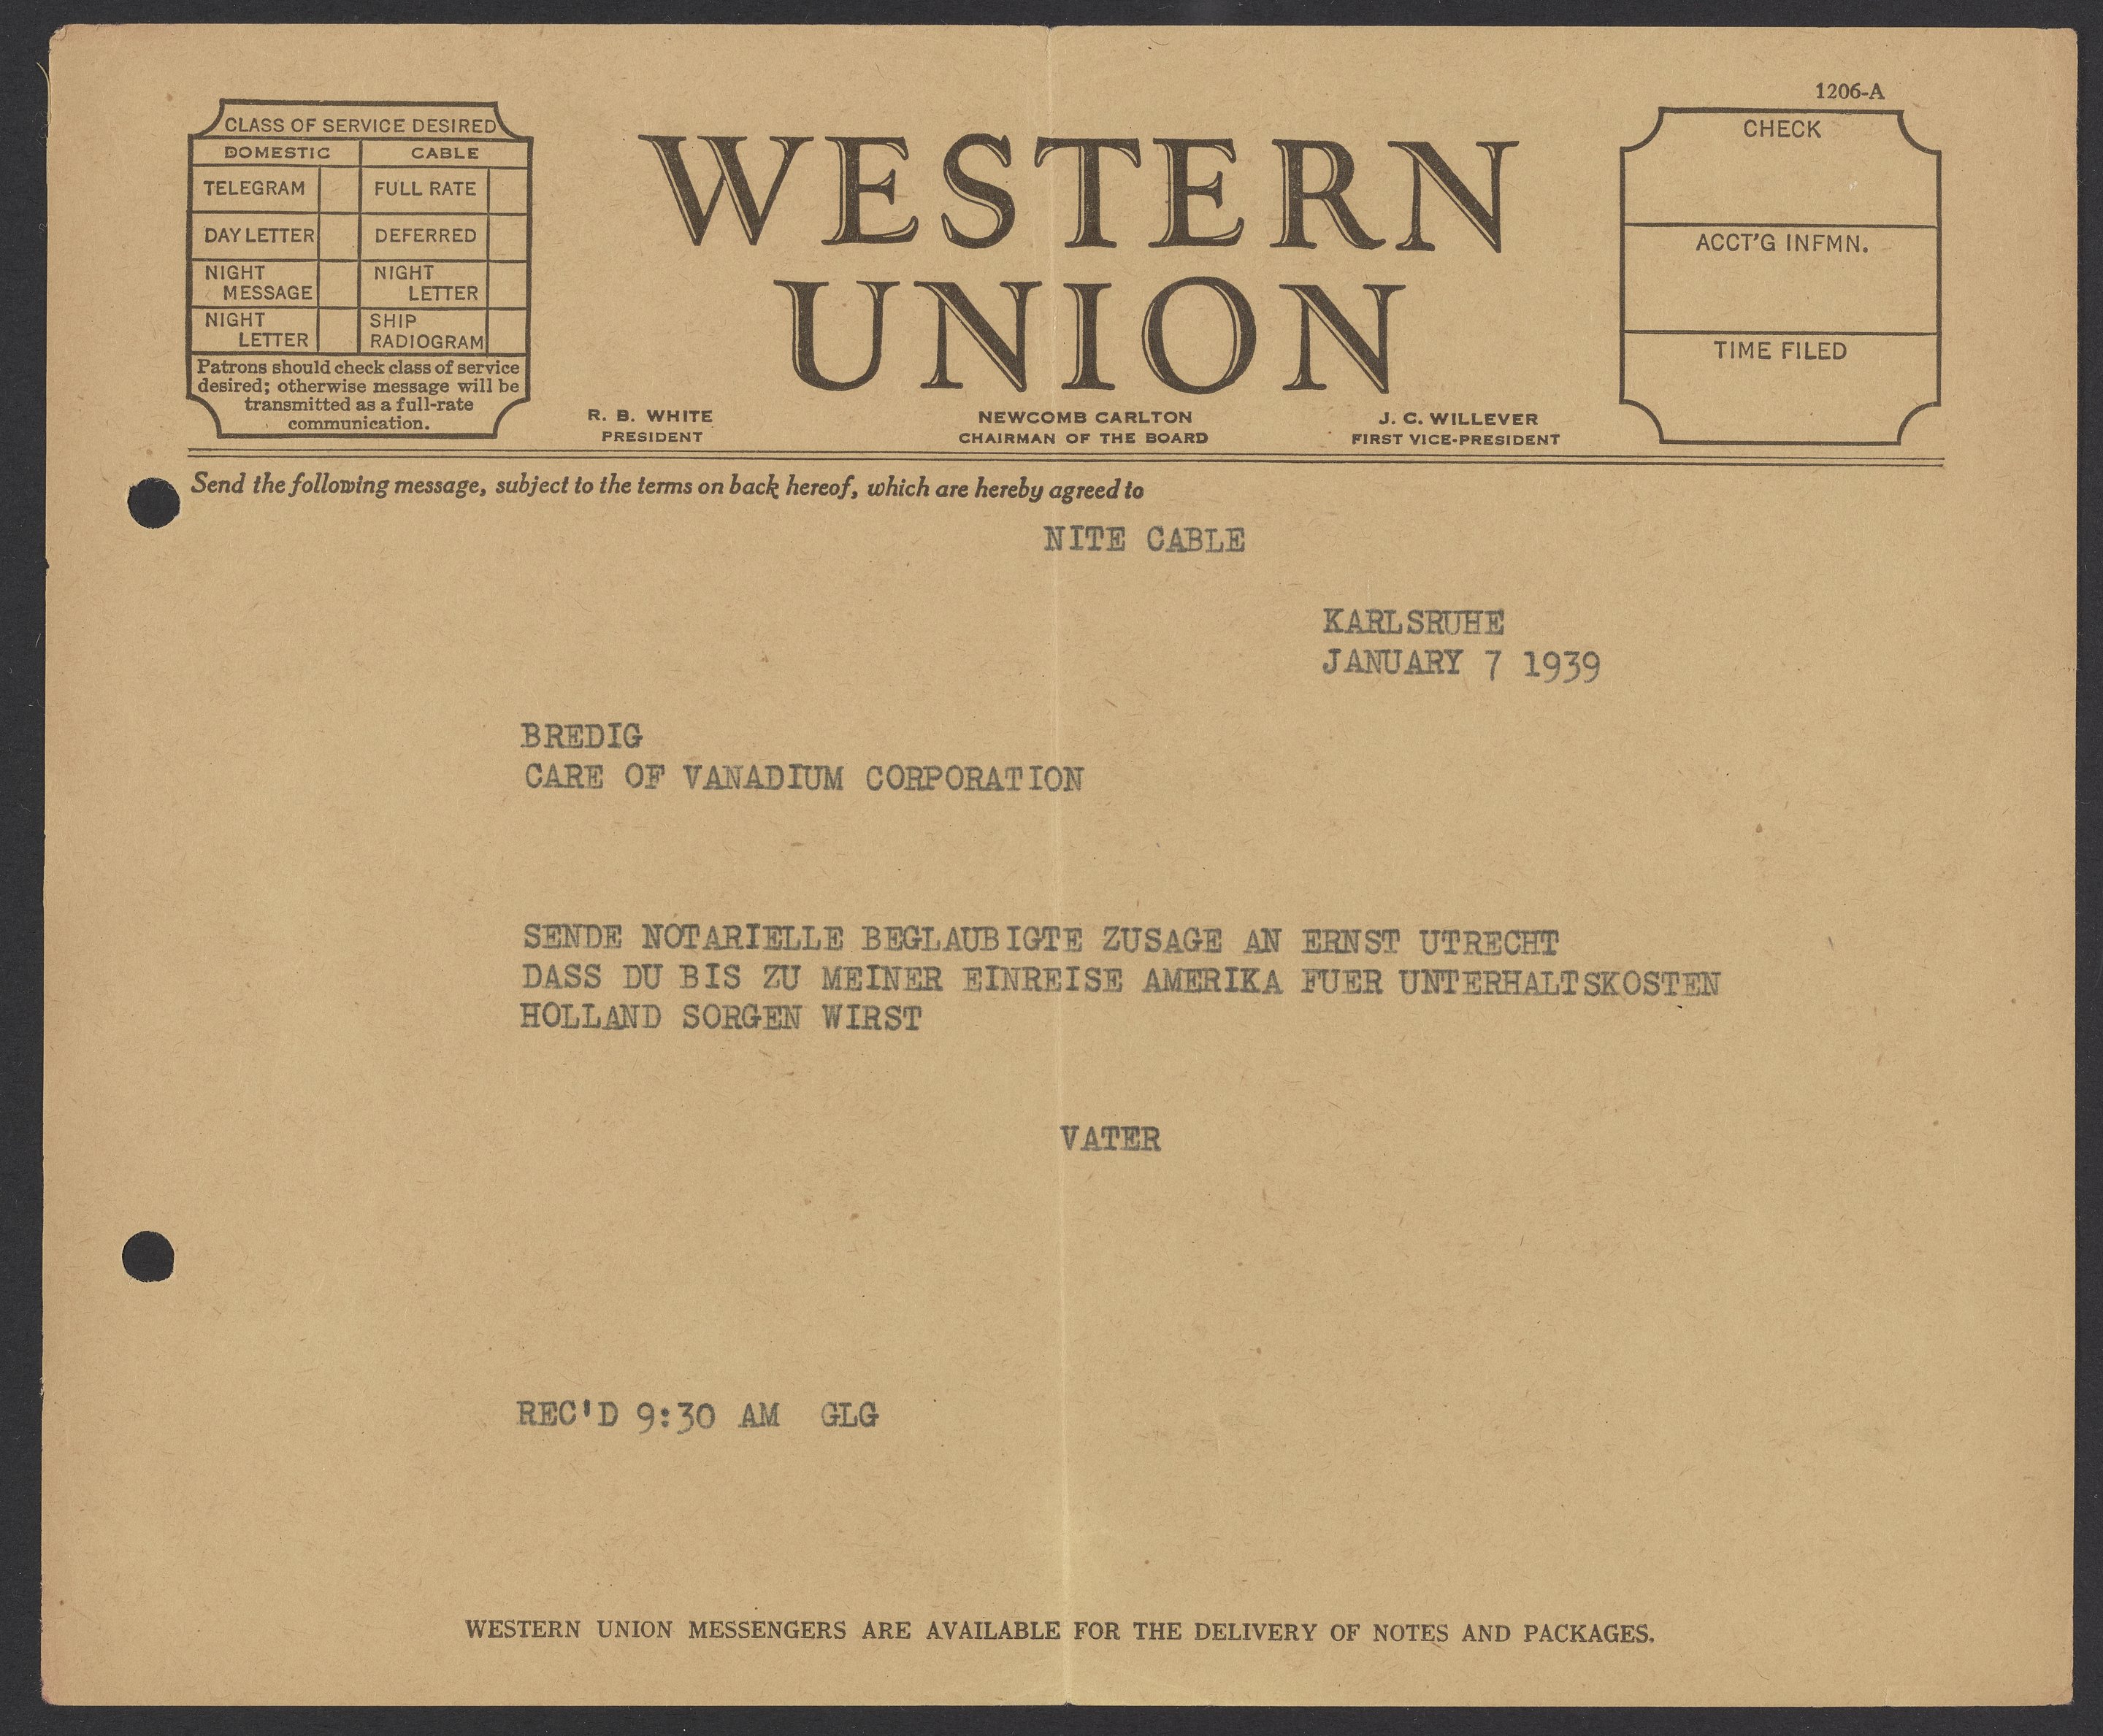 1206-A
CLASS OF SERVICE DESIRED
DOMESTIC CABLE
TELEGRAM FULL RATE
DAY LETTER DEFERRED
NIGHT MESSAGE NIGHT LETTER
NIGHT LETTER SHIP RADIOGRAM
Patrons should check class of service
desired; otherwise message will be
transmitted as a full-rate
communication.
WESTERN
UNION
R. B. WHITE
PRESIDENT
NEWCOMB CARLTON
CHAIRMAN OF THE BOARD
J. C. WILLEVER
FIRST VICE-PRESIDENT
CHECK
ACCT'G INFMN.
TIME FILED
Send the following message, subject to the terms on back hereof, which are hereby agreed to
NITE CABLE
KARLSRUHE
JANUARY 7 1939
BREDIG
CARE OF VANADIUM CORPORATION
SENDE NOTARIELLE BEGLAUBIGTE ZUSAGE AN ERNST UTRECHT
DASS DU BIS ZU MEINER EINREISE AMERIKA FUER UNTERHALTSKOSTEN
HOLLAND SORGEN WIRST
VATER
REC'D 9:30 AM GLG
WESTERN UNION MESSENGERS ARE AVAILABLE FOR THE DELIVERY OF NOTES AND PACKAGES.